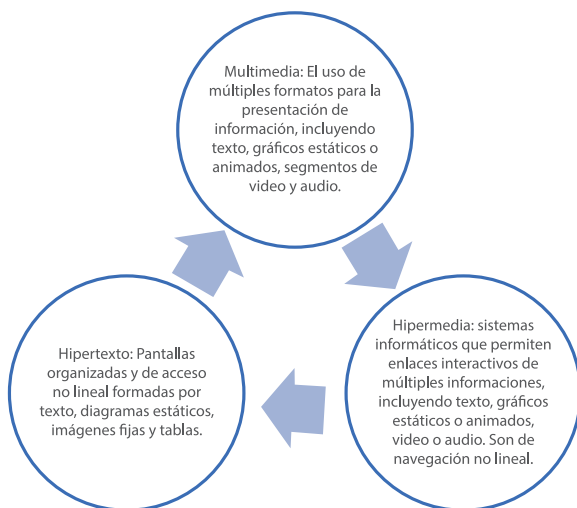 Multimedia: El uso de
múltiples formatos para la
presentación de
información, incluyendo
texto, gráficos estáticos o
animados, segmentos de
video y audio.
Hipermedia: sistemas
informáticos que permiten
enlaces interactivos de
múltiples informaciones,
incluyendo texto, gráficos
estáticos o animados,
video o audio. Son de
navegación no lineal.
Hipertexto: Pantallas
organizadas y de acceso
no lineal formadas por
texto, diagramas estáticos,
imágenes fijas y tablas.